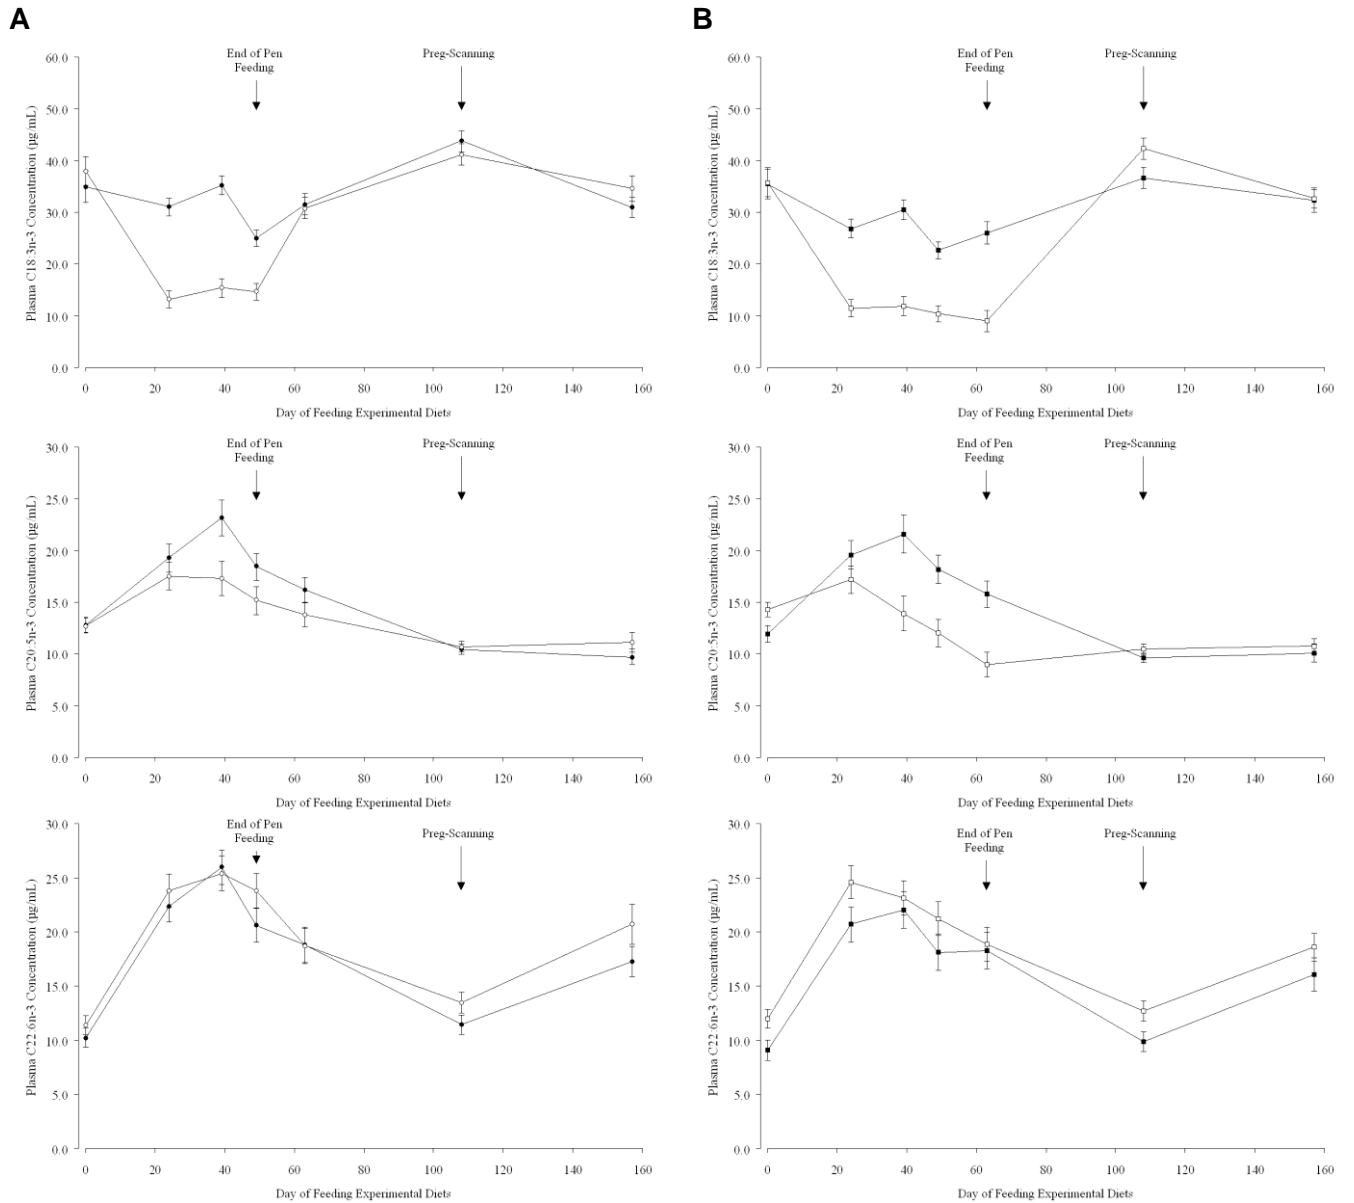 A
B
End of Pen
Feeding
Preg-Scanning
60.0
50.0
40.0
30.0
20.0
10.0
0.0
Plasma C18:3n-3 Concentration (µg/mL)
0 20 40 60 80 100 120 140 160
Day of Feeding Experimental Diets
End of Pen
Feeding
Preg-Scanning
60.0
50.0
40.0
30.0
20.0
10.0
0.0
Plasma C18:3n-3 Concentration (µg/mL)
0 20 40 60 80 100 120 140 160
Day of Feeding Experimental Diets
End of Pen
Feeding
Preg-Scanning
30.0
25.0
20.0
15.0
10.0
5.0
0.0
Plasma C20:5n-3 Concentration (µg/mL)
0 20 40 60 80 100 120 140 160
Day of Feeding Experimental Diets
End of Pen
Feeding
Preg-Scanning
30.0
25.0
20.0
15.0
10.0
5.0
0.0
Plasma C20:5n-3 Concentration (µg/mL)
0 20 40 60 80 100 120 140 160
Day of Feeding Experimental Diets
End of Pen
Feeding
Preg-Scanning
30.0
25.0
20.0
15.0
10.0
5.0
0.0
Plasma C22:6n-3 Concentration (µg/mL)
0 20 40 60 80 100 120 140 160
Day of Feeding Experimental Diets
End of Pen
Feeding
Preg-Scanning
30.0
25.0
20.0
15.0
10.0
5.0
0.0
Plasma C22:6n-3 Concentration (µg/mL)
0 20 40 60 80 100 120 140 160
Day of Feeding Experimental Diets